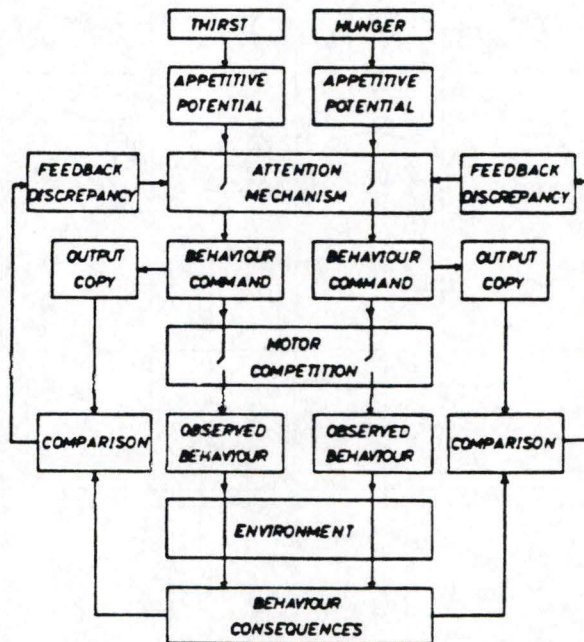 THIRST
HUNGER
APPETITIVE
POTENTIAL
APPETITIVE
POTENTIAL
FEEDBACK
DISCREPANCY
ATTENTION
MECHANISM
FEEDBACK
DISCREPANCY
OUTPUT
COPY
BEHAVIOUR
COMMAND
BEHAVIOUR
COMMAND
OUTPUT
COPY
MOTOR
COMPETITION
COMPARISON
OBSERVED
BEHAVIOUR
OBSERVED
BEHAVIOUR
COMPARISON
ENVIRONMENT
BEHAVIOUR
CONSEQUENCES